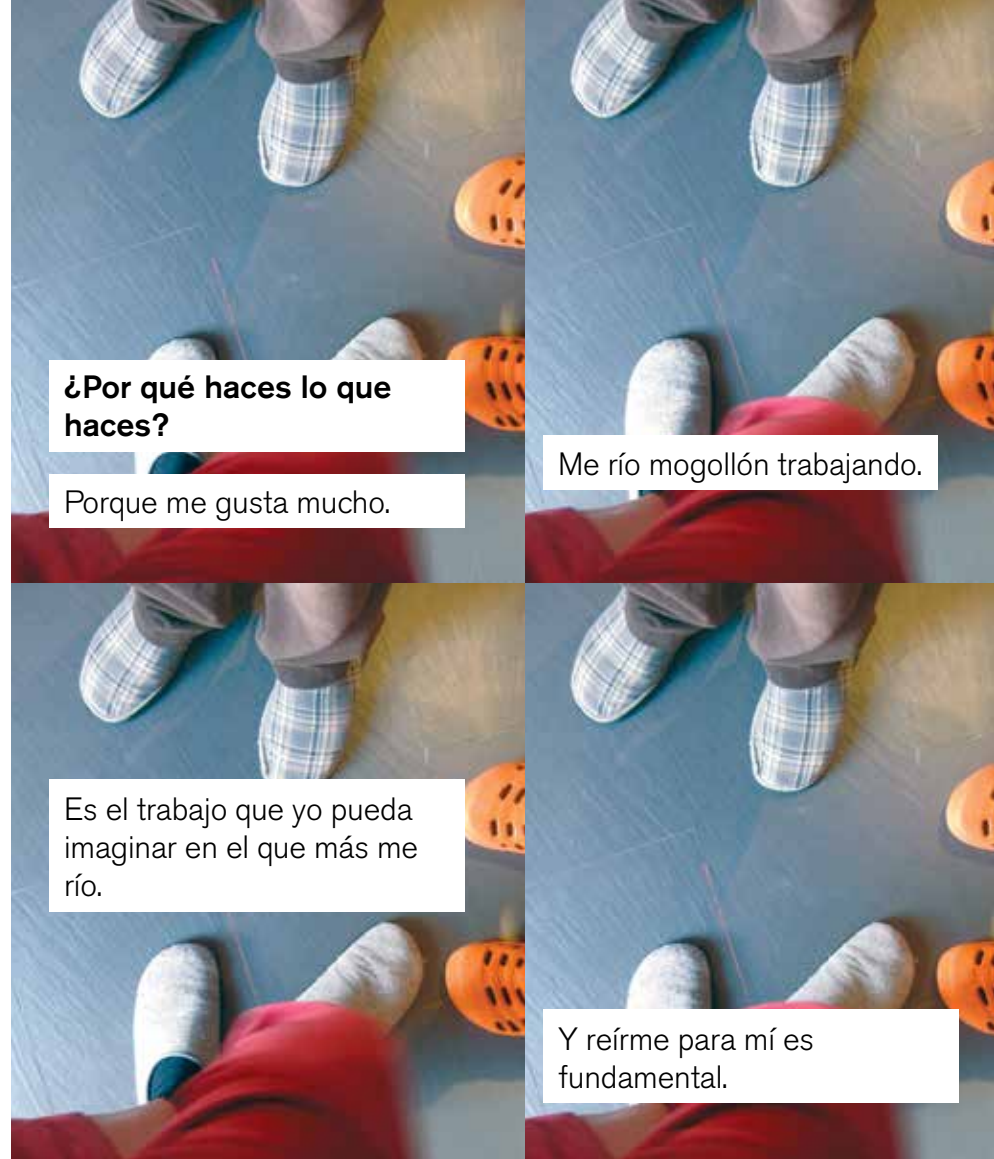 ¿Por qué haces lo que
haces?
Porque me gusta mucho.
Me río mogollón trabajando.
Es el trabajo que yo pueda
imaginar en el que más me
río.
Y reírme para mí es
fundamental.